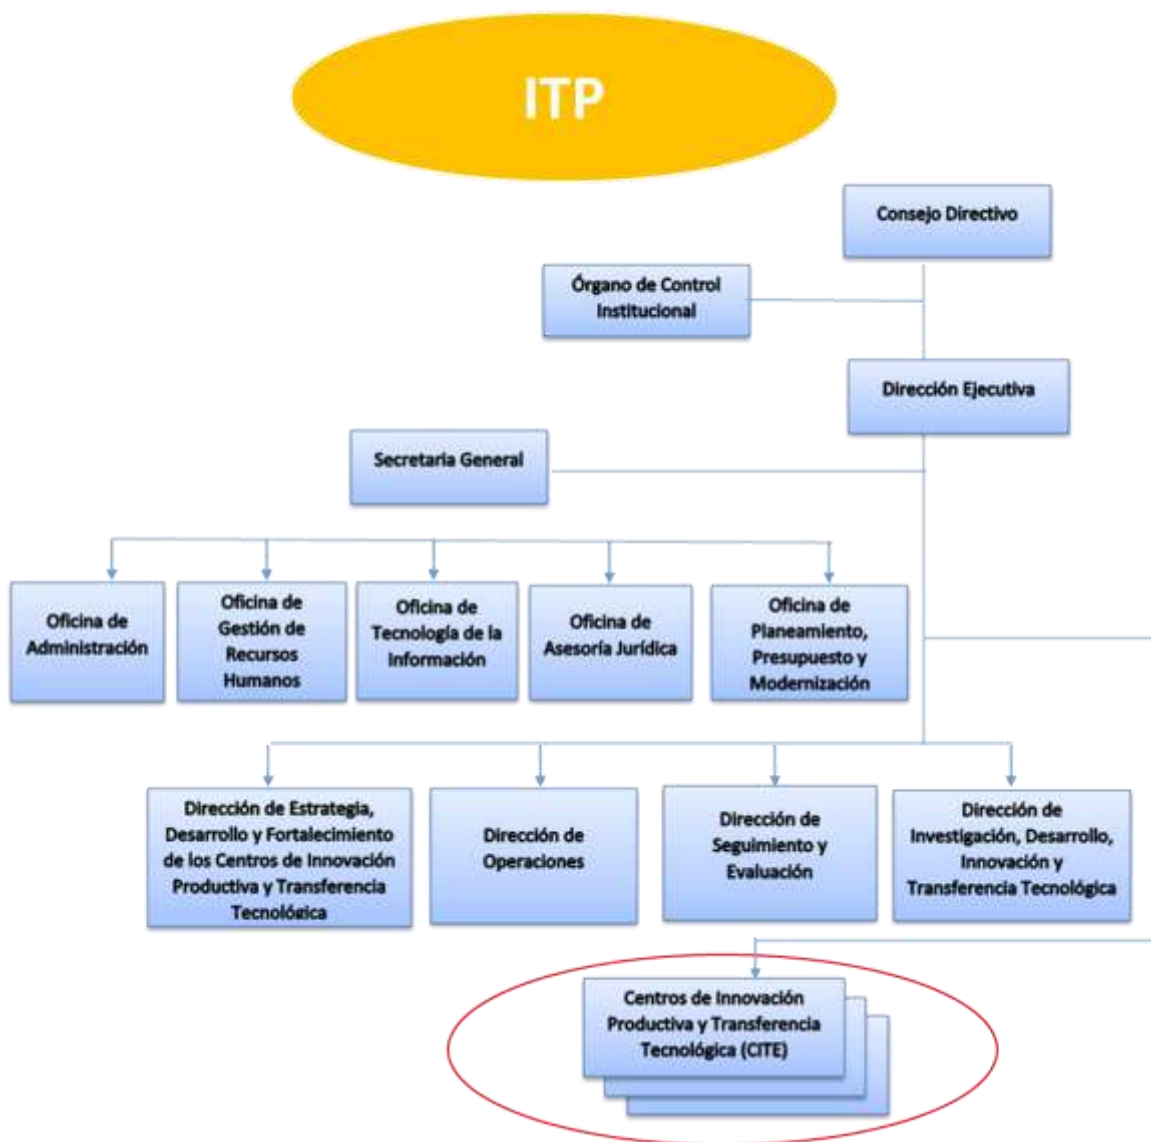 ITP
Consejo Directivo
Órgano de Control
Institucional
Dirección Ejecutiva
Secretaria General
Oficina de
Administración
Oficina de
Gestión de
Recursos
Humanos
Oficina de
Tecnología de la
Información
Oficina de
Asesoría Jurídica
Oficina de
Planeamiento,
Presupuesto y
Modernización
Dirección de Estrategia,
Desarrollo y Fortalecimiento
de los Centros de Innovación
Productiva y Transferencia
Tecnológica
Dirección de
Operaciones
Dirección de
Seguimiento y
Evaluación
Dirección de
Investigación, Desarrollo,
Innovación y
Transferencia Tecnológica
Centros de Innovación
Productiva y Transferencia
Tecnológica (CITE)